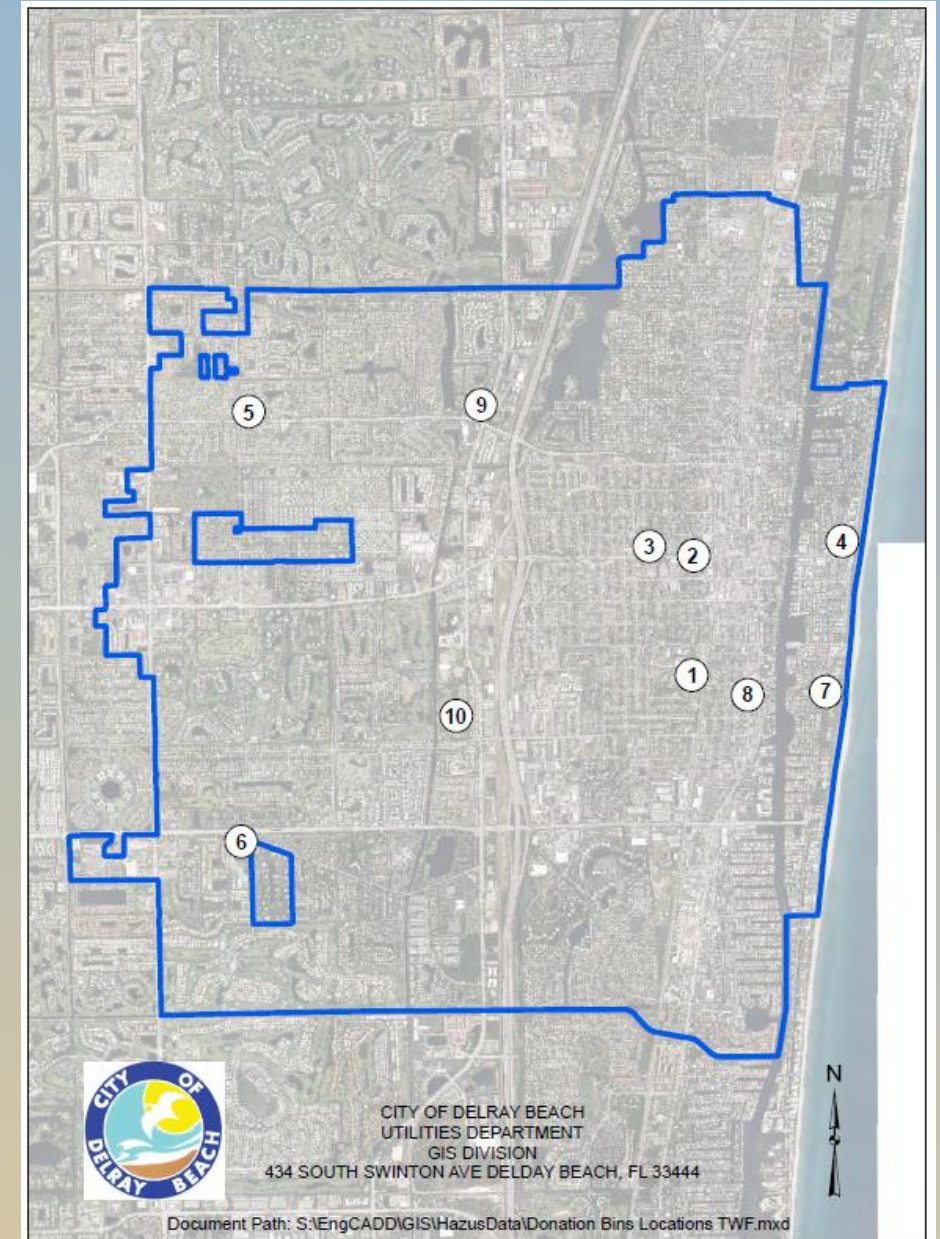 5
9
3
2
4
1
8
7
10
6
N
CITY OF
DELRAY BEACH
CITY OF DELRAY BEACH
UTILITIES DEPARTMENT
GIS DIVISION
434 SOUTH SWINTON AVE DELDAY BEACH, FL 33444
Document Path: S:\EngCADD\GIS\HazusData\Donation Bins Locations TWF.mxd